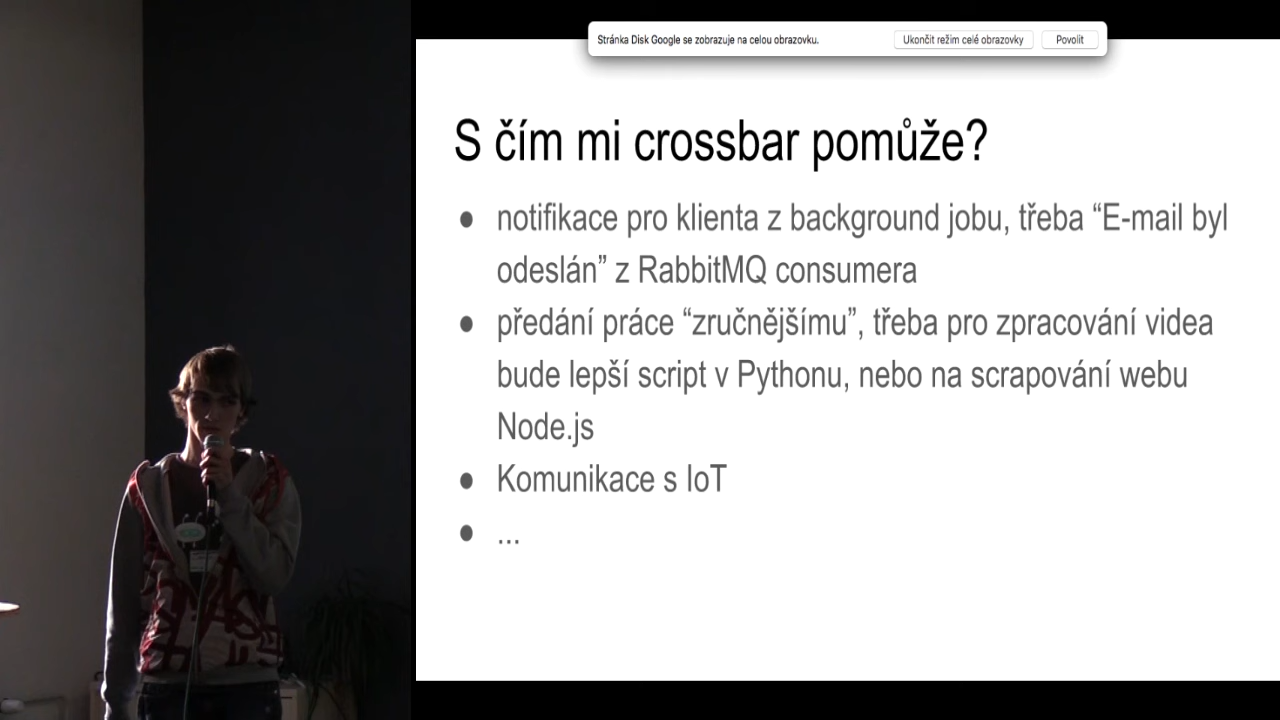 Stránka Disk Google se zobrazuje na celou obrazovku.
Ukončit režim celé obrazovky
Povolit
S čím mi crossbar pomůže?
● notifikace pro klienta z background jobu, třeba “E-mail byl
odeslán” z RabbitMQ consumera
● předání práce “zručnějšímu”, třeba pro zpracování videa
bude lepší script v Pythonu, nebo na scrapování webu
Node.js
● Komunikace s IoT
● ...